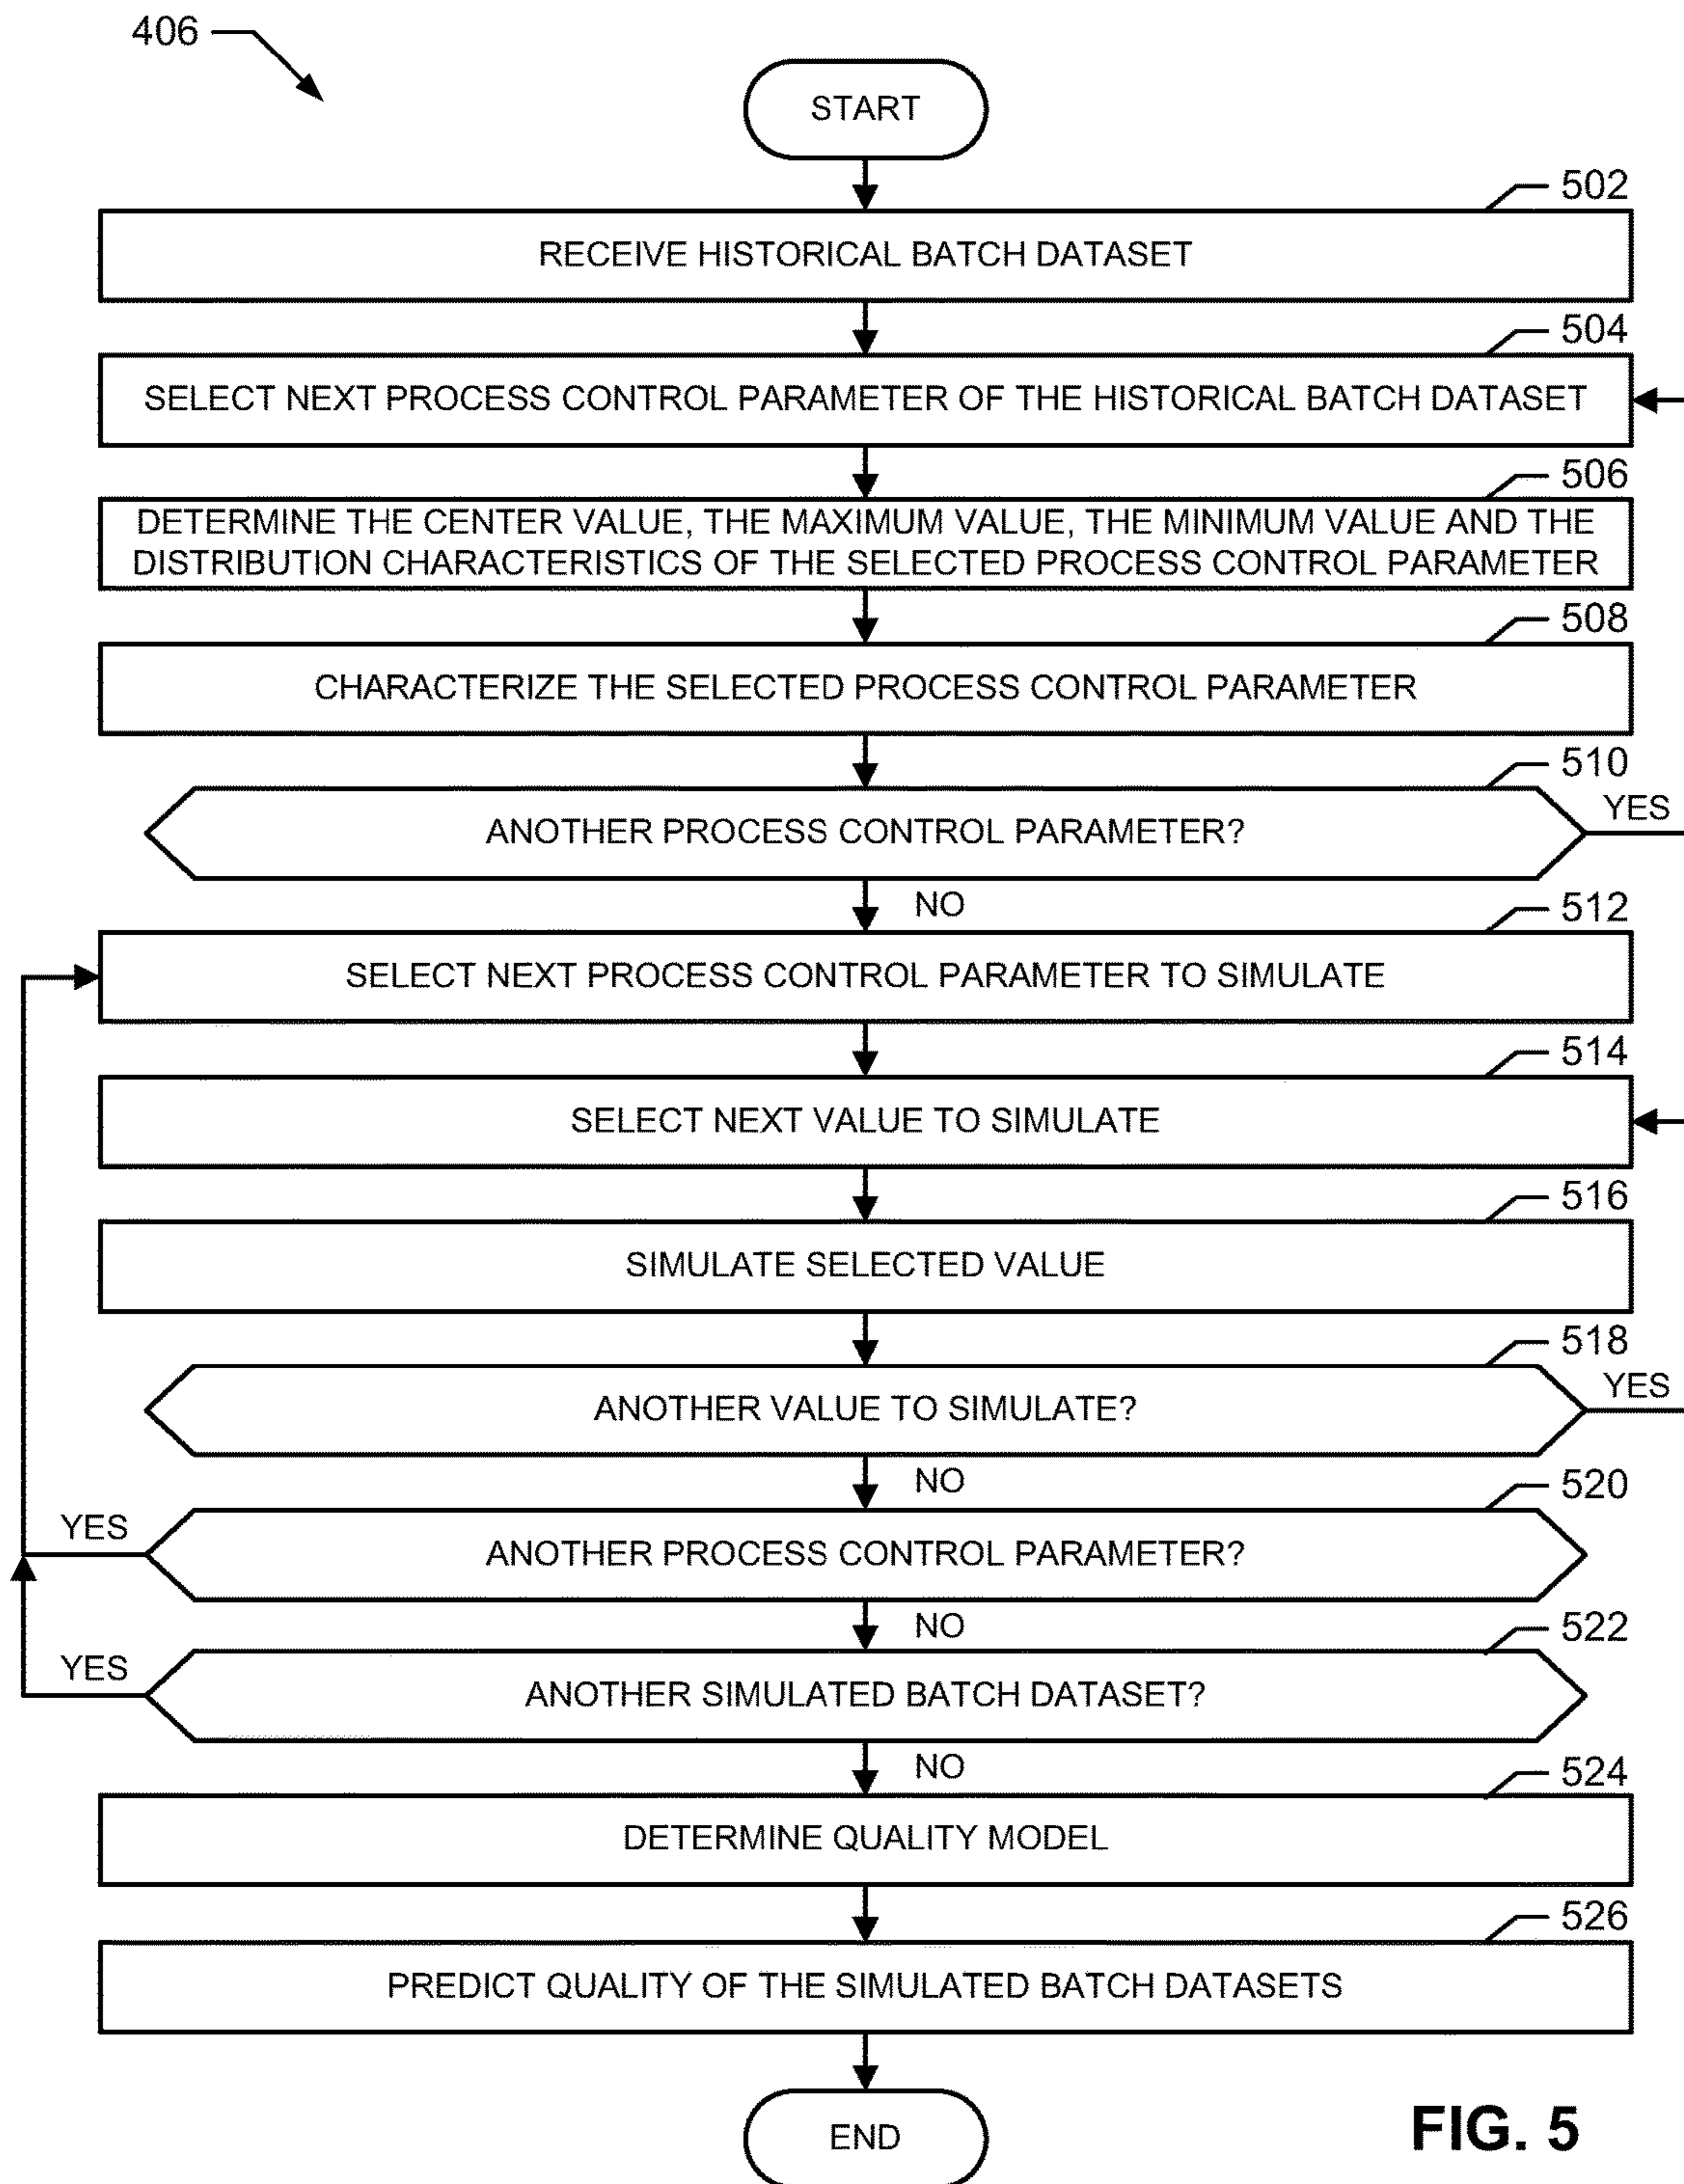 406
START
502
RECEIVE HISTORICAL BATCH DATASET
504
SELECT NEXT PROCESS CONTROL PARAMETER OF THE HISTORICAL BATCH DATASET
506
DETERMINE THE CENTER VALUE, THE MAXIMUM VALUE, THE MINIMUM VALUE AND THE
DISTRIBUTION CHARACTERISTICS OF THE SELECTED PROCESS CONTROL PARAMETER
508
CHARACTERIZE THE SELECTED PROCESS CONTROL PARAMETER
510
YES
ANOTHER PROCESS CONTROL PARAMETER?
NO
512
SELECT NEXT PROCESS CONTROL PARAMETER TO SIMULATE
514
SELECT NEXT VALUE TO SIMULATE
516
SIMULATE SELECTED VALUE
518
YES
ANOTHER VALUE TO SIMULATE?
NO
520
YES
ANOTHER PROCESS CONTROL PARAMETER?
NO
522
YES
ANOTHER SIMULATED BATCH DATASET?
NO
524
DETERMINE QUALITY MODEL
526
PREDICT QUALITY OF THE SIMULATED BATCH DATASETS
END
FIG. 5